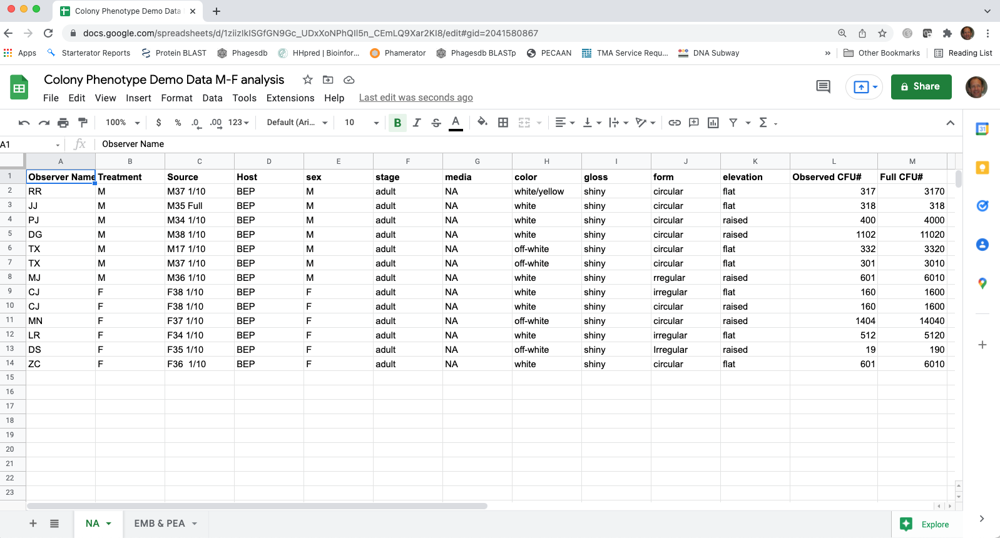 Colony Phenotype Demo Data
docs.google.com/spreadsheets/d/1ziizlkISGfGN9Gc_UDxXoNPhQIl5n_CEmLQ9Xar2KI8/edit#gid=2041580867
Apps Starterator Reports Protein BLAST Phagesdb HHpred | Bioinfor... Phamerator Phagesdb BLASTp PECAAN TMA Service Requ... DNA Subway » Other Bookmarks Reading List
Colony Phenotype Demo Data M-F analysis
Share
File Edit View Insert Format Data Tools Extensions Help Last edit was seconds ago
100% $ % .0 .00 123 Default (Ari... 10 B I S A Σ
31
A1 fx Observer Name
A B C D E F G H I J K L M
1 Observer Name Treatment Source Host sex stage media color gloss form elevation Observed CFU# Full CFU#
2 RR M M37 1/10 BEP M adult NA white/yellow shiny circular flat 317 3170
3 JJ M M35 Full BEP M adult NA white shiny circular flat 318 318
4 PJ M M34 1/10 BEP M adult NA white shiny circular raised 400 4000
5 DG M M38 1/10 BEP M adult NA white shiny circular raised 1102 11020
6 TX M M17 1/10 BEP M adult NA off-white shiny circular flat 332 3320
7 TX M M37 1/10 BEP M adult NA off-white shiny circular flat 301 3010
8 MJ M M36 1/10 BEP M adult NA white shiny rregular raised 601 6010
9 CJ F F38 1/10 BEP F adult NA white shiny irregular flat 160 1600
10 CJ F F38 1/10 BEP F adult NA white shiny circular raised 160 1600
11 MN F F37 1/10 BEP F adult NA off-white shiny circular raised 1404 14040
12 LR F F34 1/10 BEP F adult NA white shiny irregular flat 512 5120
13 DS F F35 1/10 BEP F adult NA off-white shiny Irregular raised 19 190
14 ZC F F36  1/10 BEP F adult NA white shiny circular flat 601 6010
15
16
17
18
19
20
21
22
23
NA EMB & PEA Explore